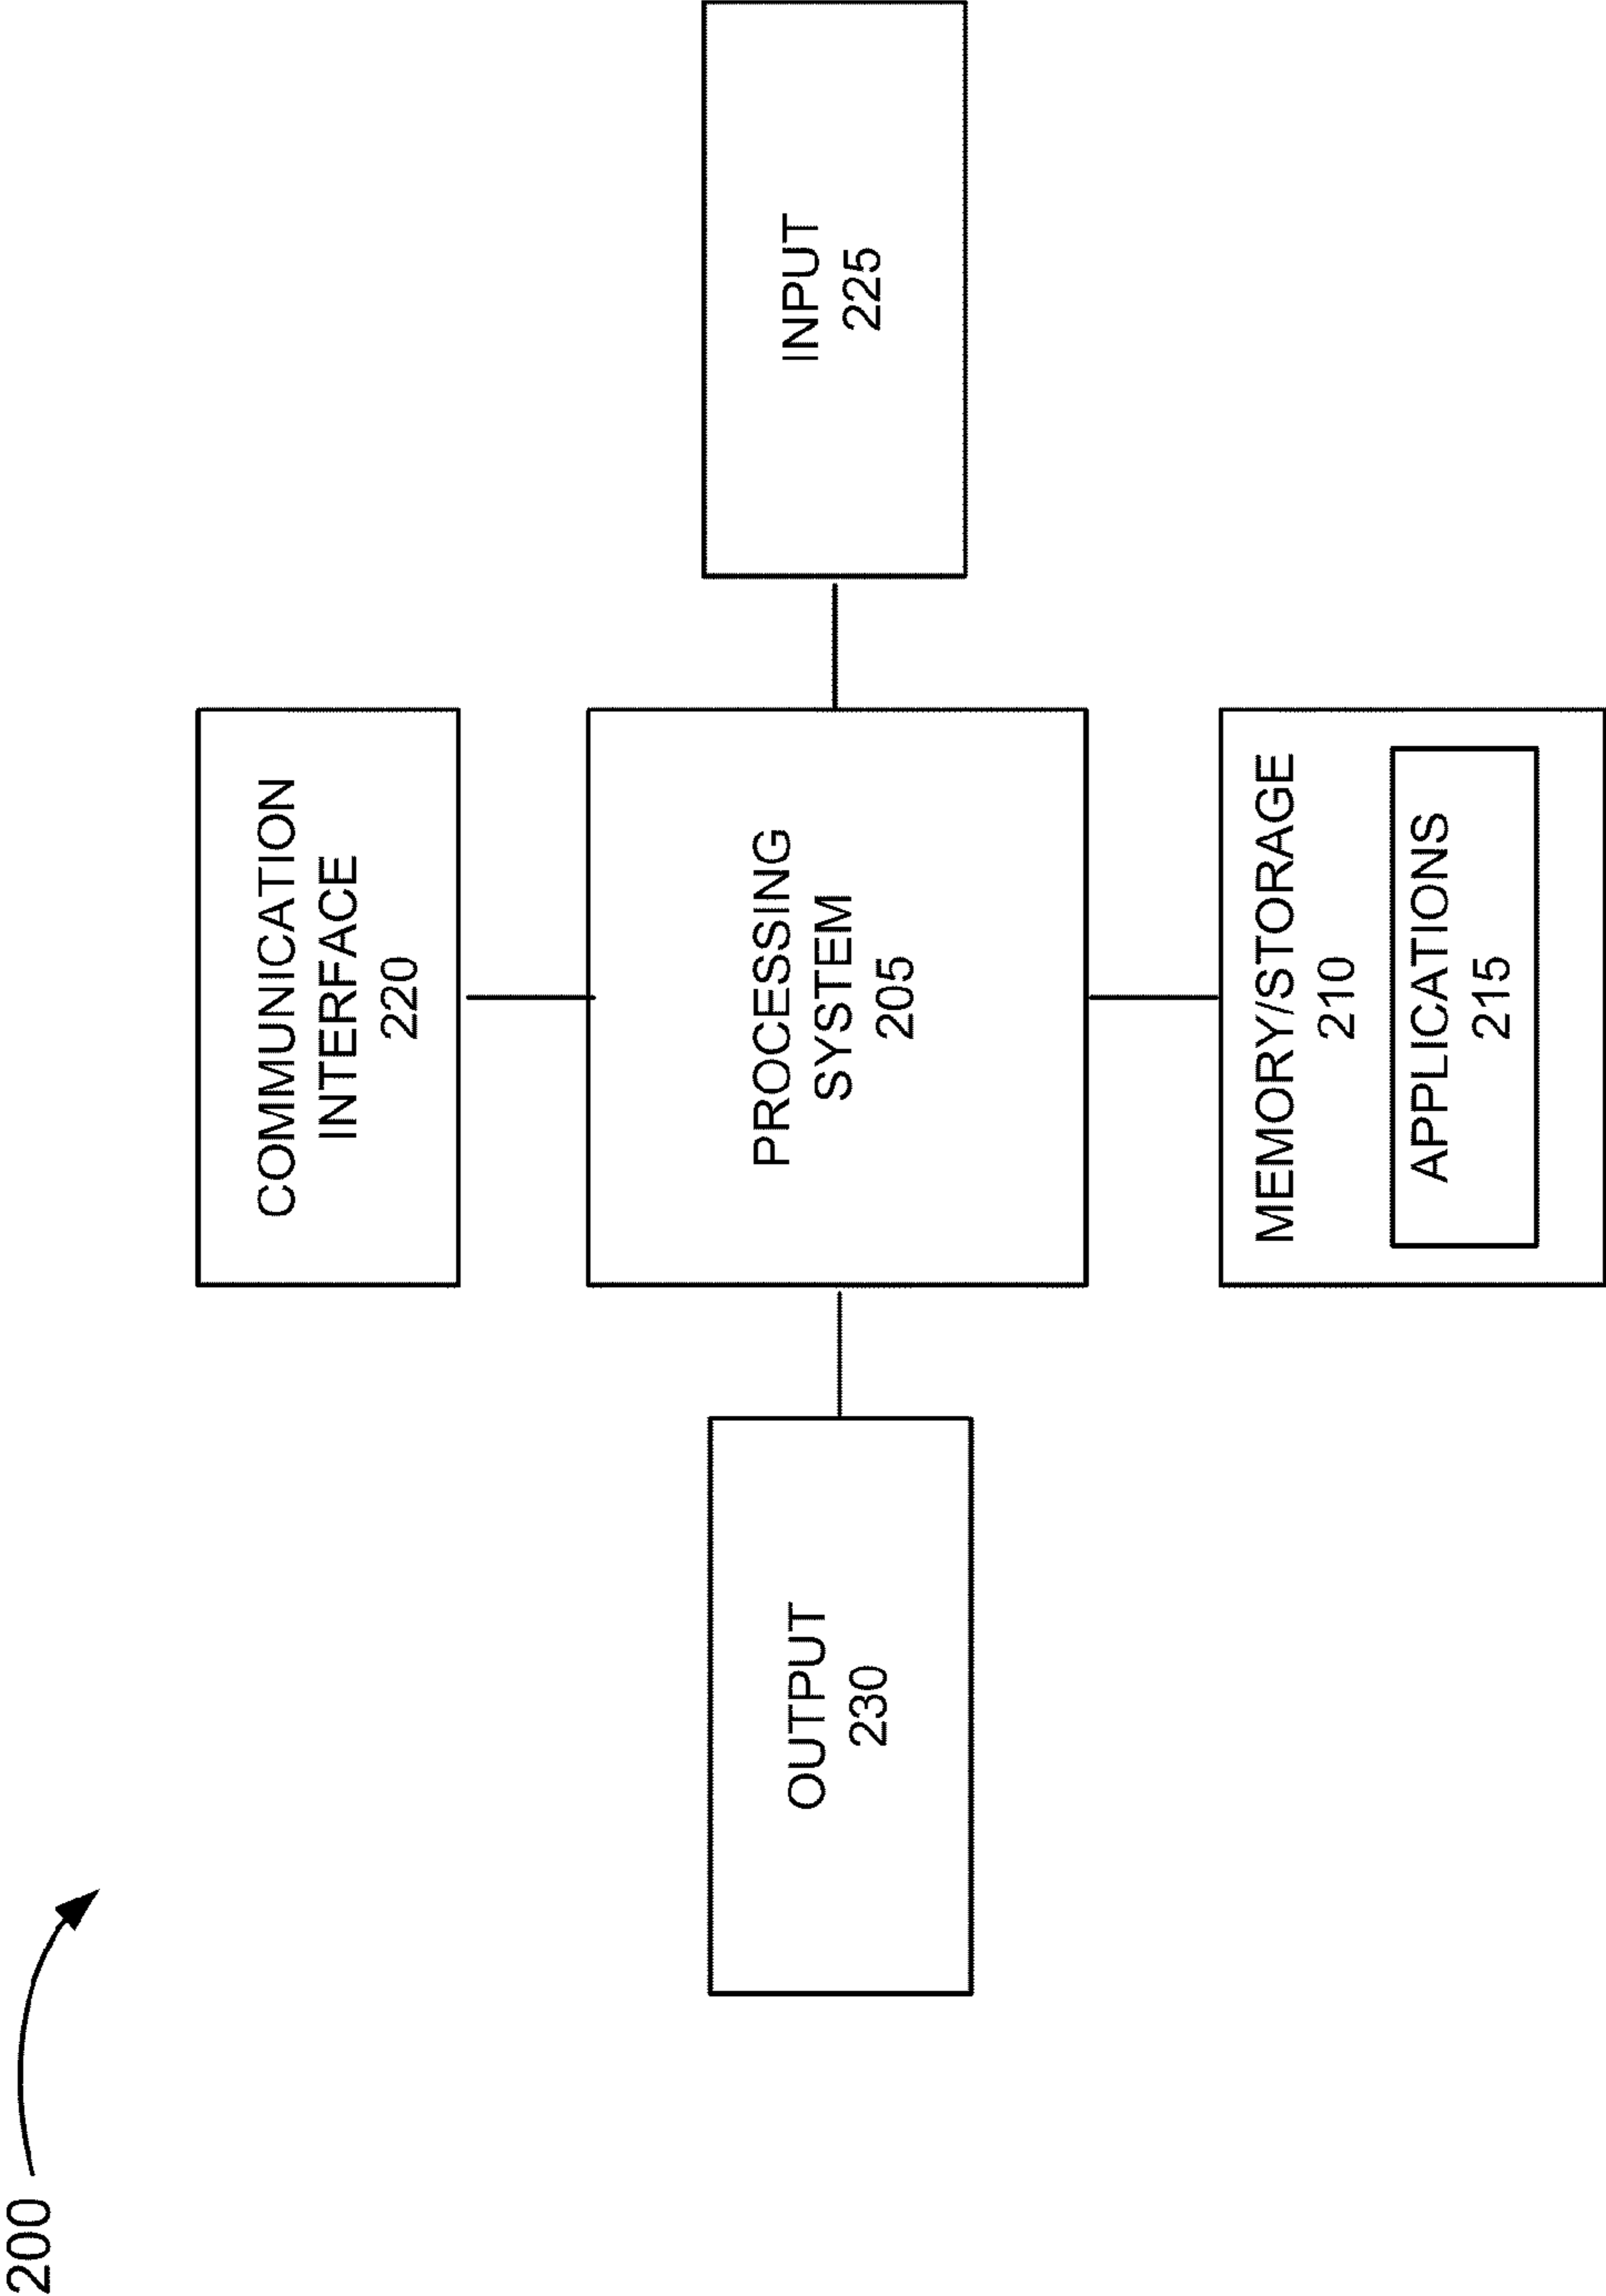 200
COMMUNICATION
INTERFACE
220
OUTPUT
230
PROCESSING
SYSTEM
205
INPUT
225
MEMORY/STORAGE
210
APPLICATIONS
215